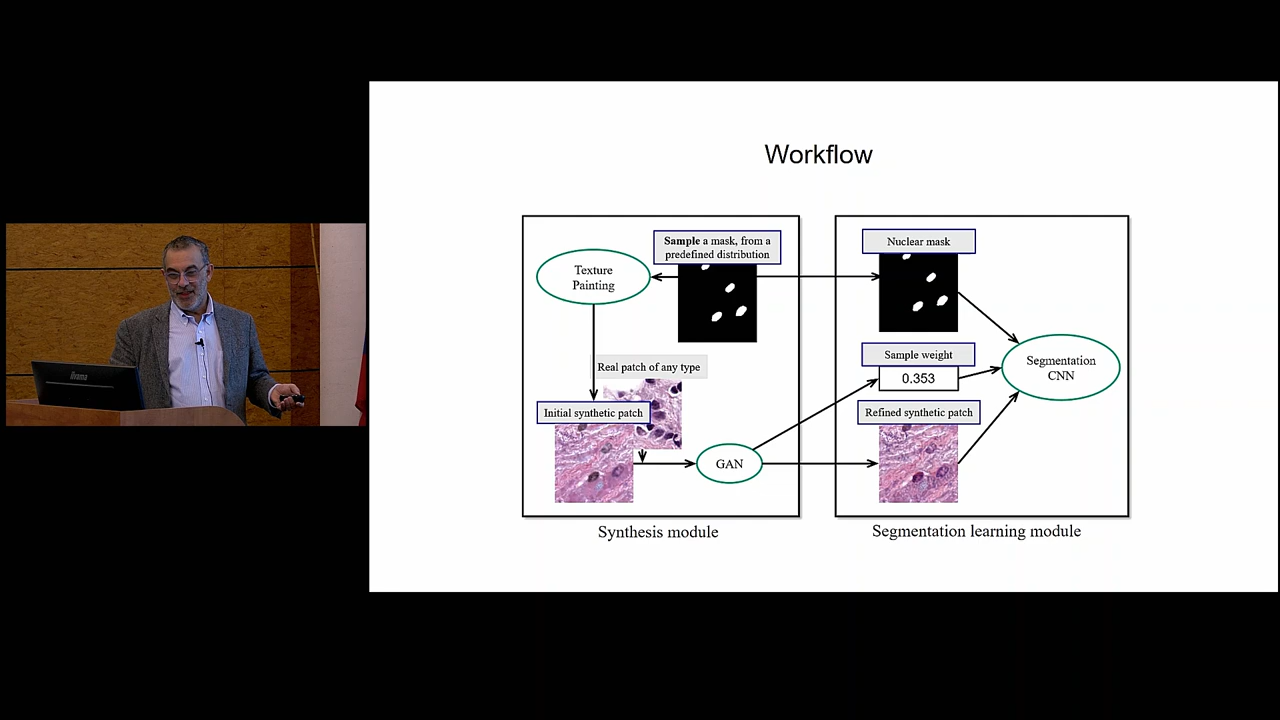 Workflow
Sample a mask, from a
predefined distribution
Texture
Painting
Real patch of any type
Initial synthetic patch
GAN
Synthesis module
Nuclear mask
Sample weight
0.353
Refined synthetic patch
Segmentation
CNN
Segmentation learning module
iiyama